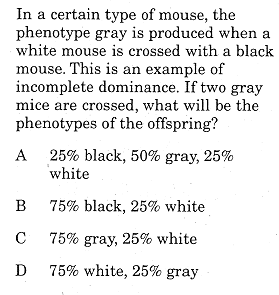 In a certain type of mouse, the
phenotype gray is produced when a
white mouse is crossed with a black
mouse. This is an example of
incomplete dominance. If two gray
mice are crossed, what will be the
phenotypes of the offspring?
A 25% black, 50% gray, 25%
white
B 75% black, 25% white
C 75% gray, 25% white
D 75% white, 25% gray